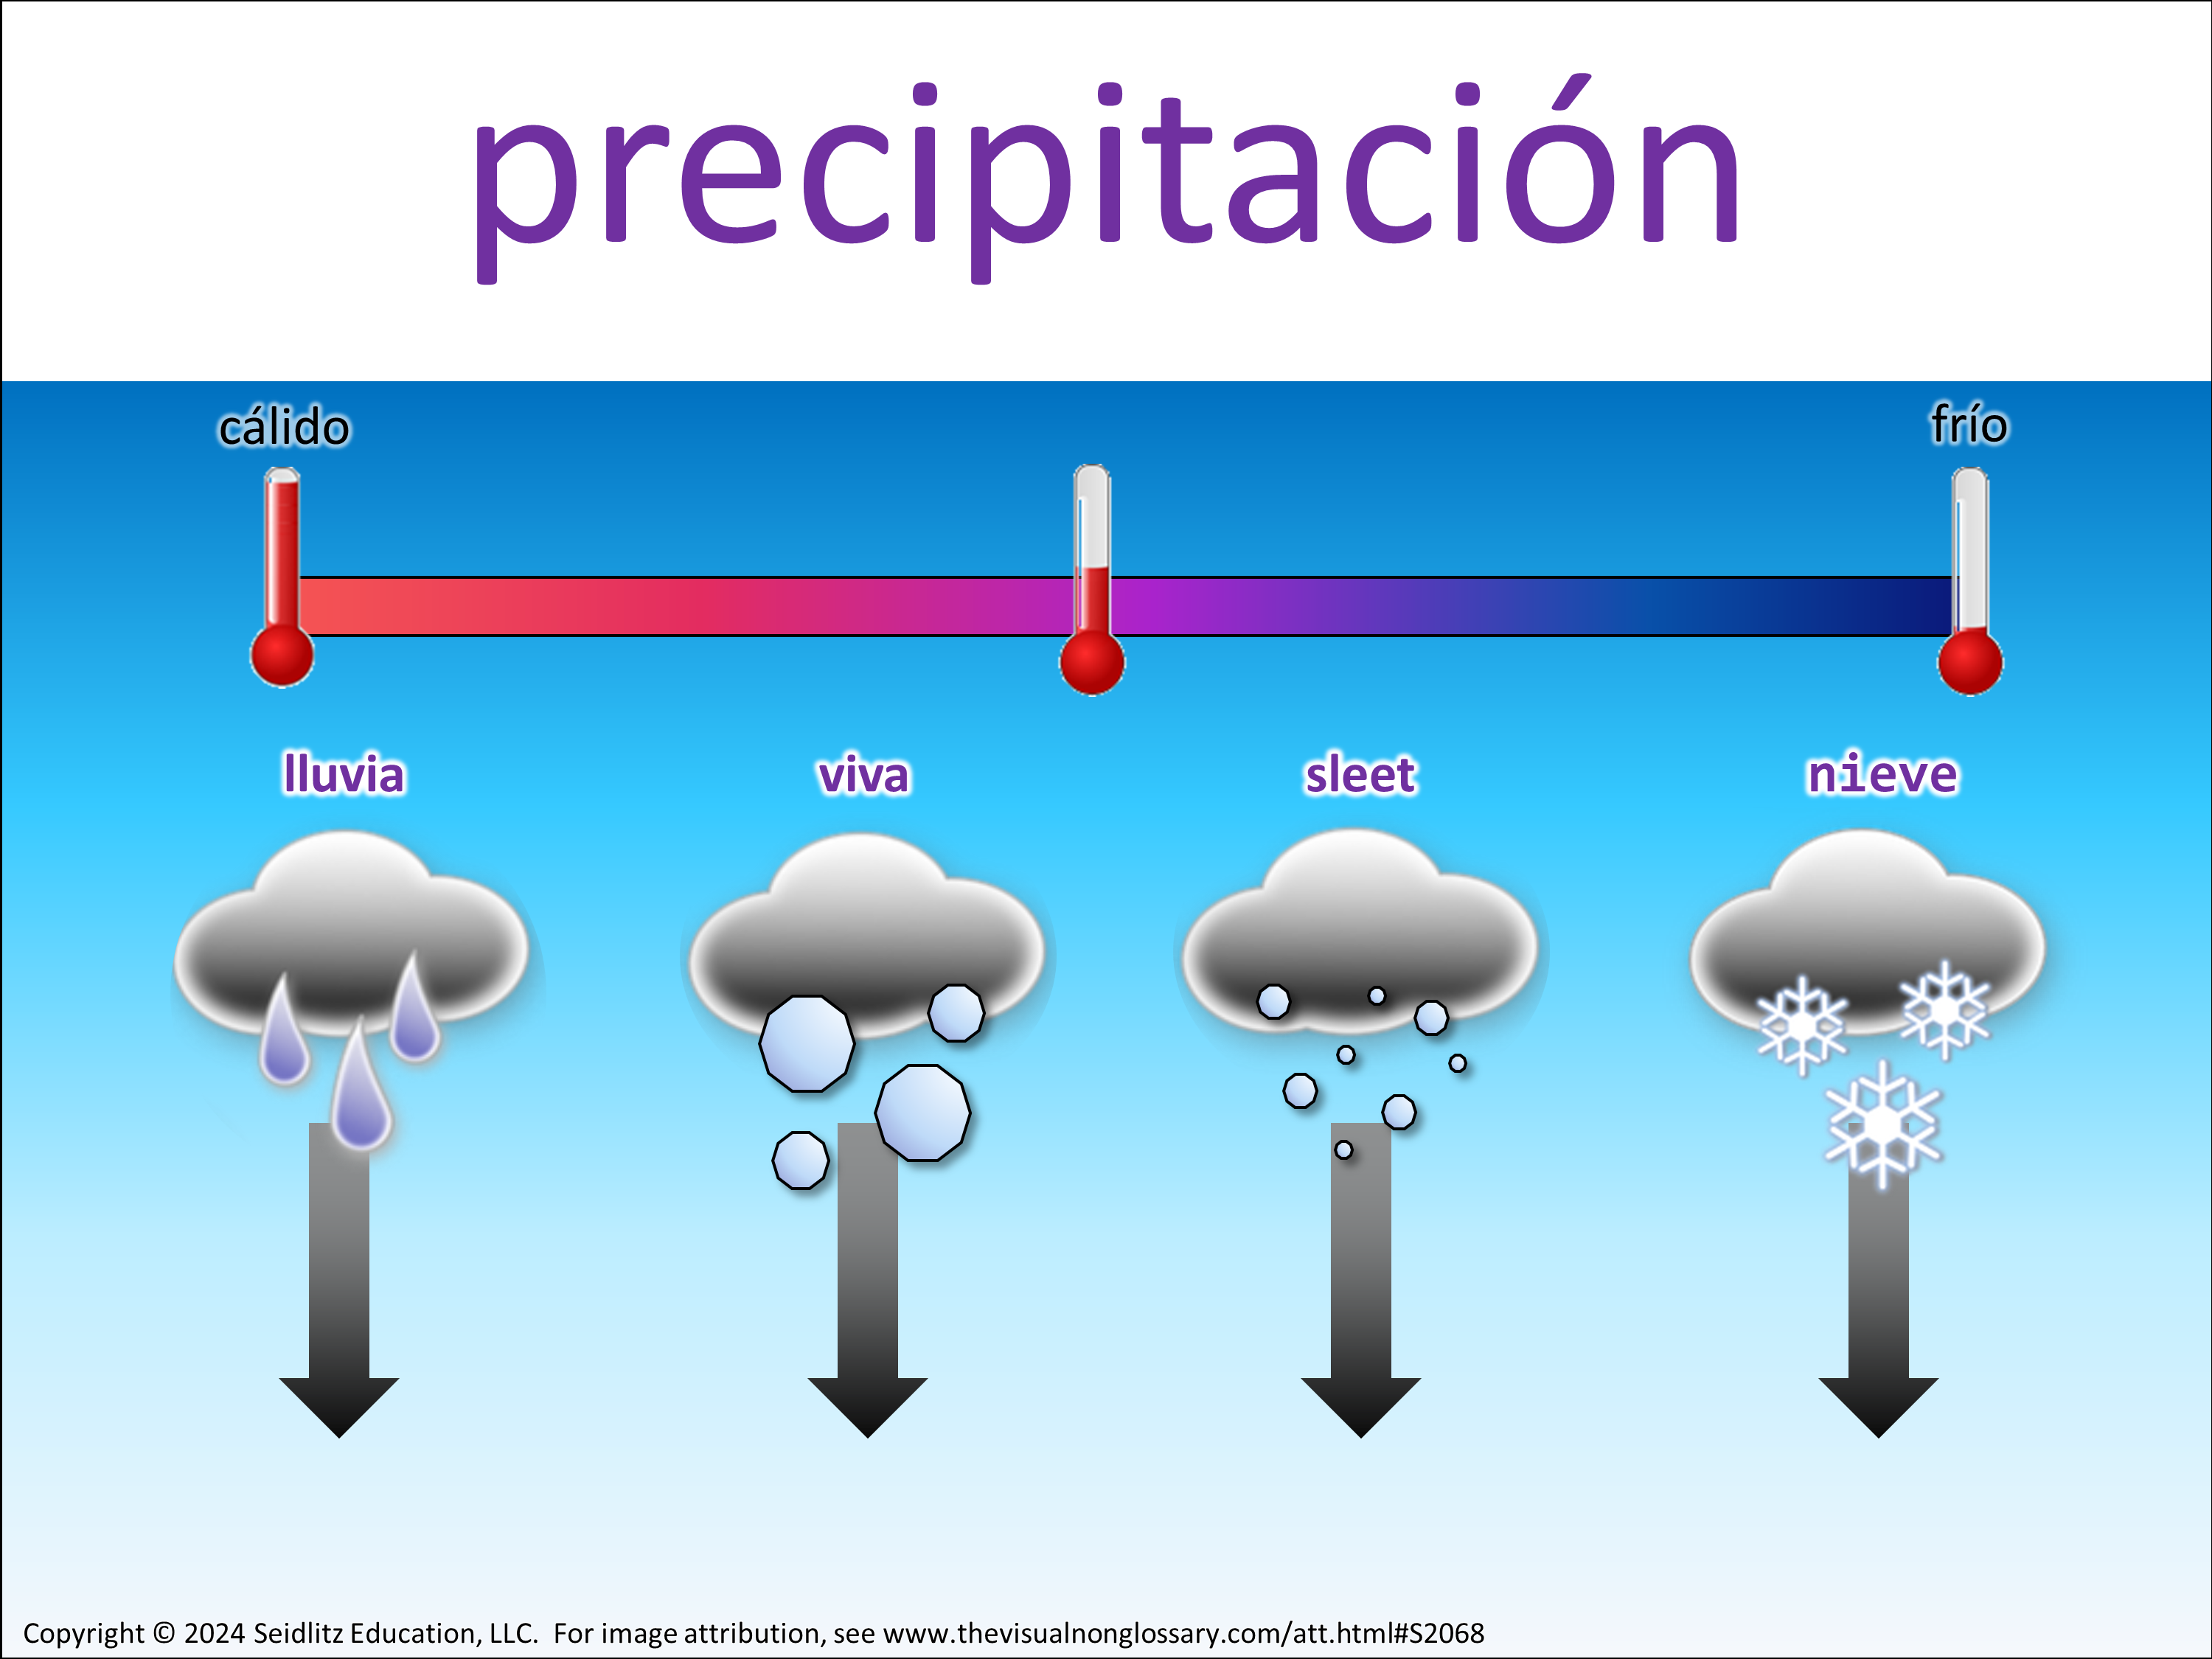 precipitación
cálido
frío
lluvia
viva
sleet
nieve
Copyright © 2024 Seidlitz Education, LLC.  For image attribution, see www.thevisualnonglossary.com/att.html#S2068